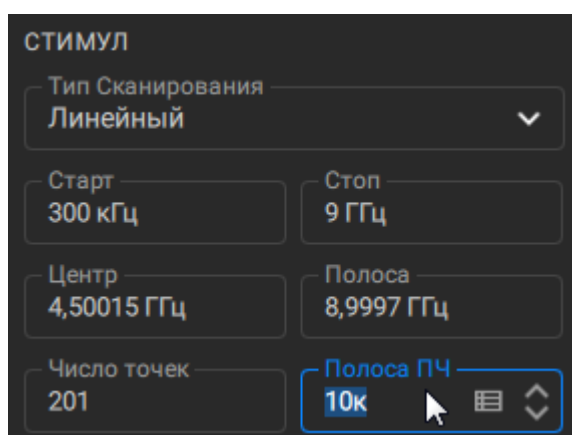 СТИМУЛ
Тип Сканирования
Линейный
Старт
300 кГц
Стоп
9 ГГц
Центр
4,50015 ГГц
Полоса
8,9997 ГГц
Число точек
201
Полоса ПЧ
10к